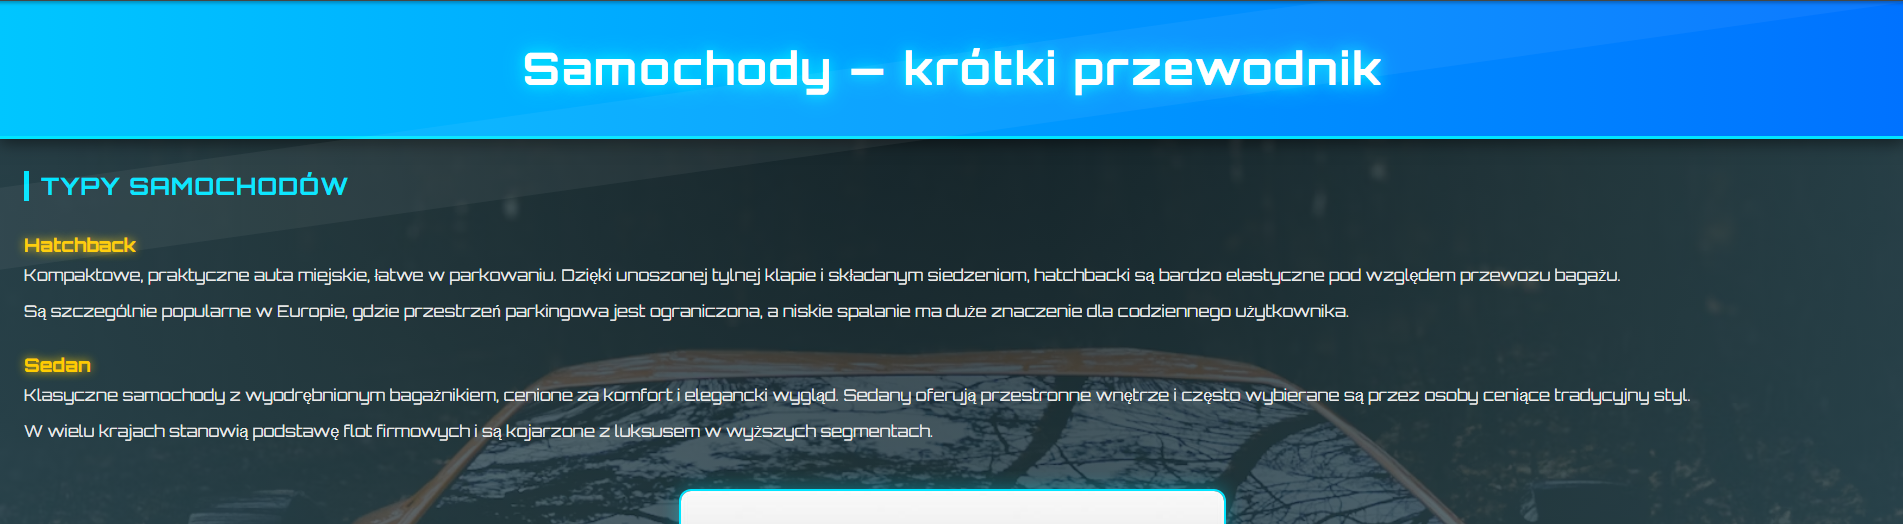 Samochody — krótki przewodnik
TYPY SAMOCHODÓW
Hatchback
Kompaktowe, praktyczne auta miejskie, łatwe w parkowaniu. Dzięki unoszonej tylnej klapie i składanym siedzeniom, hatchbacki są bardzo elastyczne pod względem przewozu bagażu.
Są szczególnie popularne w Europie, gdzie przestrzeń parkingowa jest ograniczona, a niskie spalanie ma duże znaczenie dla codziennego użytkownika.
Sedan
Klasyczne samochody z wyodrębnionym bagażnikiem, cenione za komfort i elegancki wygląd. Sedany oferują przestronne wnętrze i często wybierane są przez osoby ceniące tradycyjny styl.
W wielu krajach stanowią podstawę flot firmowych i są kojarzone z luksusem w wyższych segmentach.